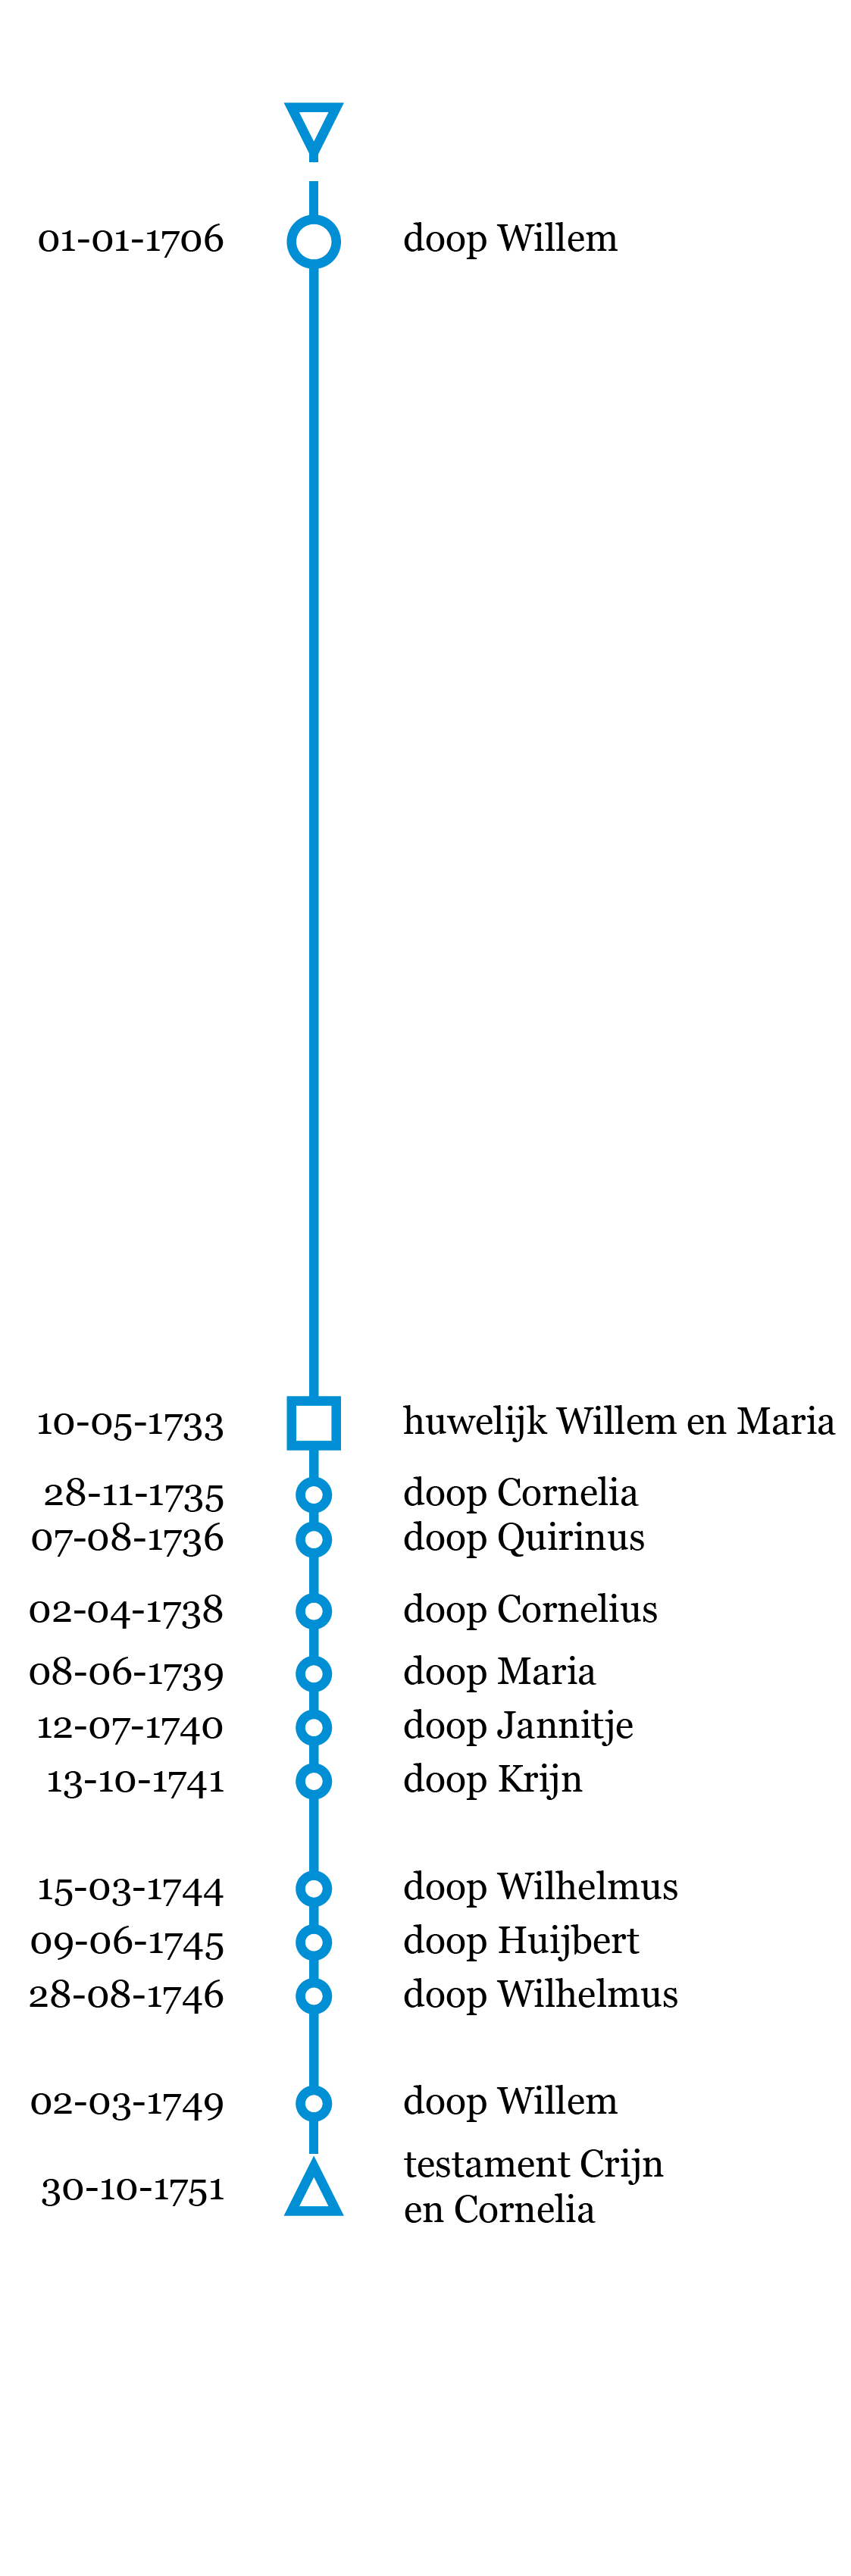 01-01-1706 doop Willem
10-05-1733 huwelijk Willem en Maria
28-11-1735 doop Cornelia
07-08-1736 doop Quirinus
02-04-1738 doop Cornelius
08-06-1739 doop Maria
12-07-1740 doop Jannitje
13-10-1741 doop Krijn
15-03-1744 doop Wilhelmus
09-06-1745 doop Huijbert
28-08-1746 doop Wilhelmus
02-03-1749 doop Willem
30-10-1751 testament Crijn
en Cornelia